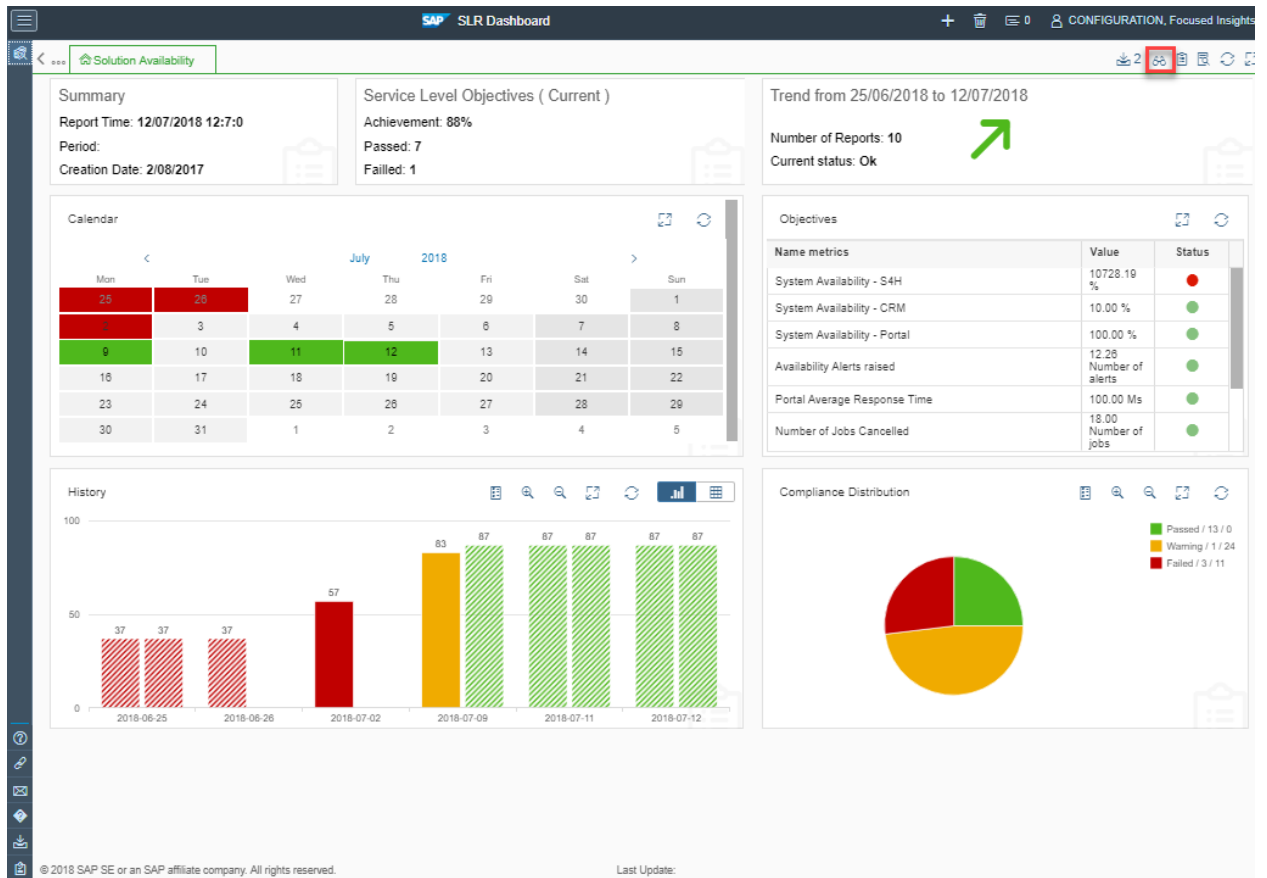 SAP SLR Dashboard
0
CONFIGURATION, Focused Insights
Solution Availability
2
Summary
Report Time: 12/07/2018 12:7:0
Period:
Creation Date: 2/08/2017
Service Level Objectives ( Current )
Achievement: 88%
Passed: 7
Failled: 1
Trend from 25/06/2018 to 12/07/2018
Number of Reports: 10
Current status: Ok
Calendar
July 2018
Mon Tue Wed Thu Fri Sat Sun
25 26 27 28 29 30 1
2 3 4 5 6 7 8
9 10 11 12 13 14 15
16 17 18 19 20 21 22
23 24 25 26 27 28 29
30 31 1 2 3 4 5
Objectives
Name metrics Value Status
System Availability - S4H 10728.19
%
System Availability - CRM 10.00 %
System Availability - Portal 100.00 %
Availability Alerts raised 12.26
Number of
alerts
Portal Average Response Time 100.00 Ms
Number of Jobs Cancelled 18.00
Number of
jobs
History
100
50
0
37 37 37 57 83 87 87 87 87 87
2018-06-25 2018-06-26 2018-07-02 2018-07-09 2018-07-11 2018-07-12
Compliance Distribution
Passed / 13 / 0
Warning / 1 / 24
Failed / 3 / 11
© 2018 SAP SE or an SAP affiliate company. All rights reserved.
Last Update: